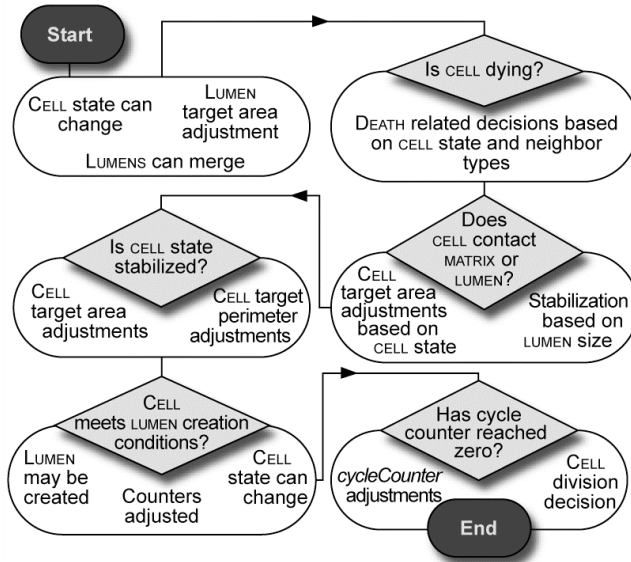 Start
CELL state can
change
LUMEN
target area
adjustment
LUMENS can merge
Is CELL dying?
DEATH related decisions based
on CELL state and neighbor
types
Does
CELL contact
MATRIX or
LUMEN?
CELL
target area
adjustments
based on
CELL state
Stabilization
based on
LUMEN size
Is CELL state
stabilized?
CELL
target area
adjustments
CELL target
perimeter
adjustments
CELL
meets LUMEN creation
conditions?
LUMEN
may be
created
Counters
adjusted
CELL
state can
change
Has cycle
counter reached
zero?
cycleCounter
adjustments
CELL
division
decision
End